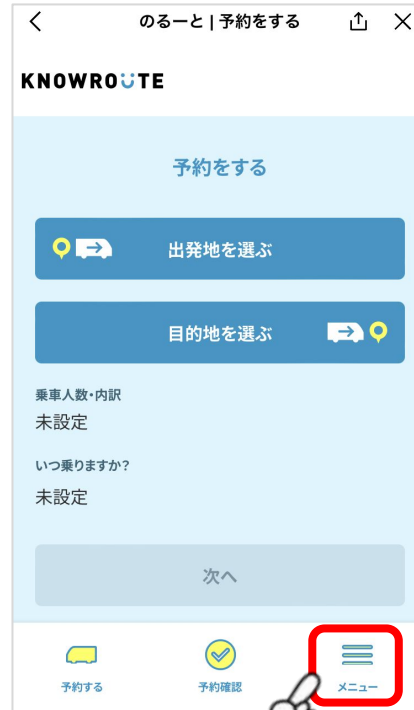 のるーと | 予約をする
KNOWROUTE
予約をする
出発地を選ぶ
目的地を選ぶ
乗車人数・内訳
未設定
いつ乗りますか?
未設定
次へ
予約する
予約確認
メニュー